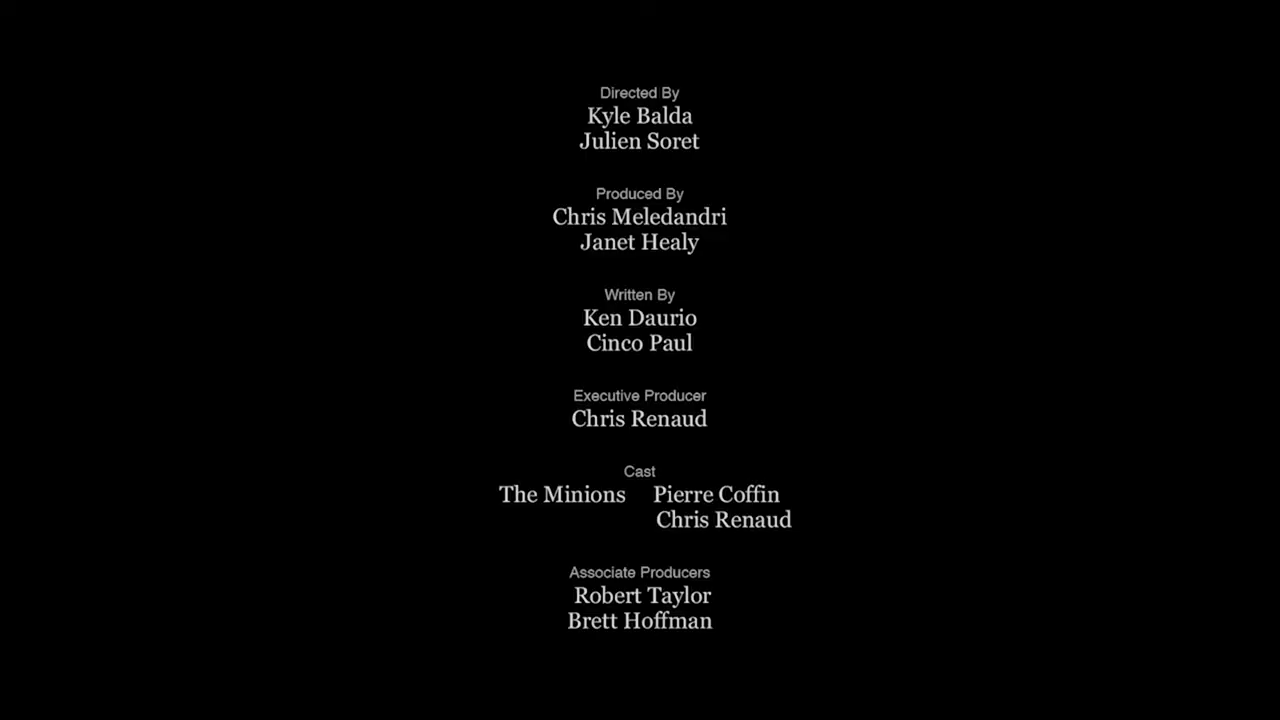 Directed By
Kyle Balda
Julien Soret
Produced By
Chris Meledandri
Janet Healy
Written By
Ken Daurio
Cinco Paul
Executive Producer
Chris Renaud
Cast
The Minions Pierre Coffin
Chris Renaud
Associate Producers
Robert Taylor
Brett Hoffman